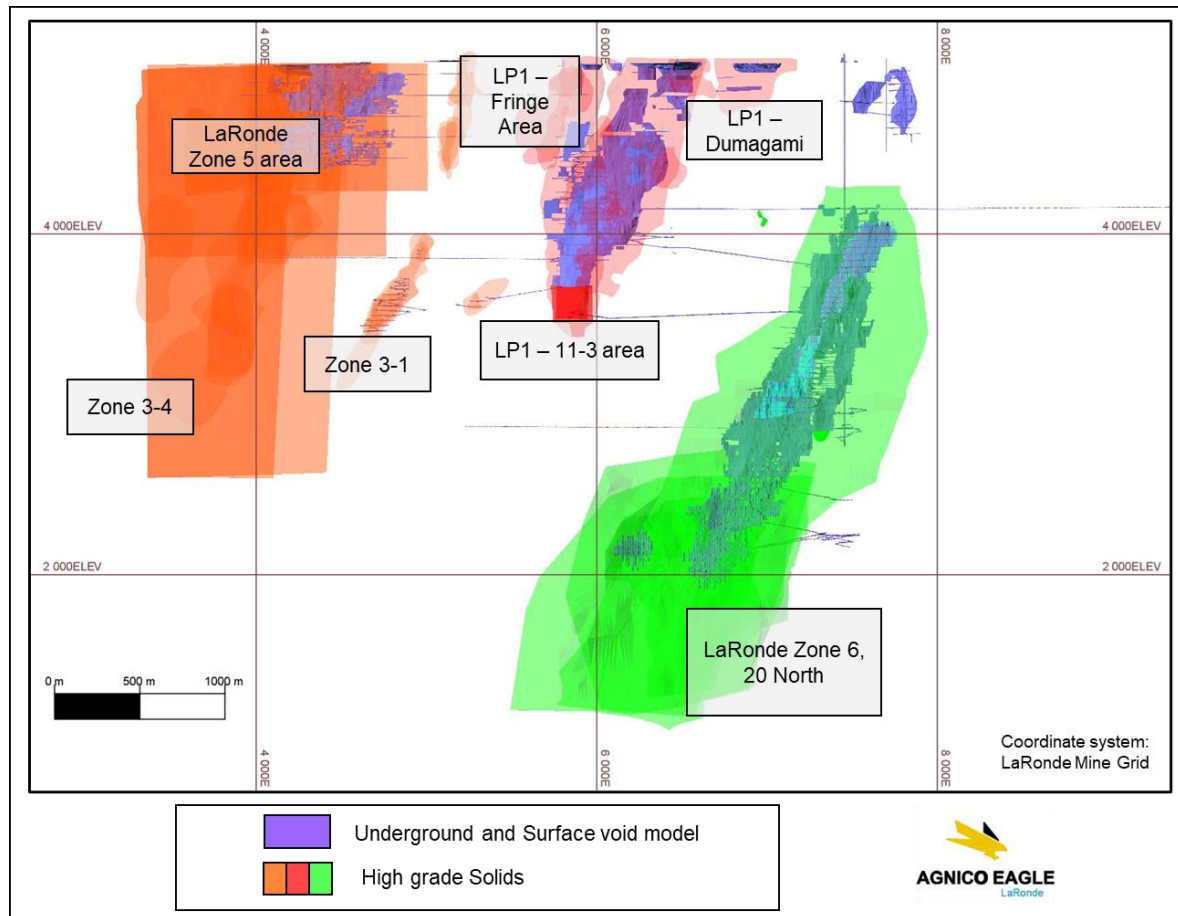 4 000E
6 000E
8 000E
LaRonde
Zone 5 area
LP1 –
Fringe
Area
LP1 –
Dumagami
4 000ELEV
4 000ELEV
Zone 3-1
LP1 – 11-3 area
Zone 3-4
2 000ELEV
2 000ELEV
LaRonde Zone 6,
20 North
0 m
500 m
1000 m
4 000E
6 000E
8 000E
Coordinate system:
LaRonde Mine Grid
Underground and Surface void model
High grade Solids
AGNICO EAGLE
LaRonde